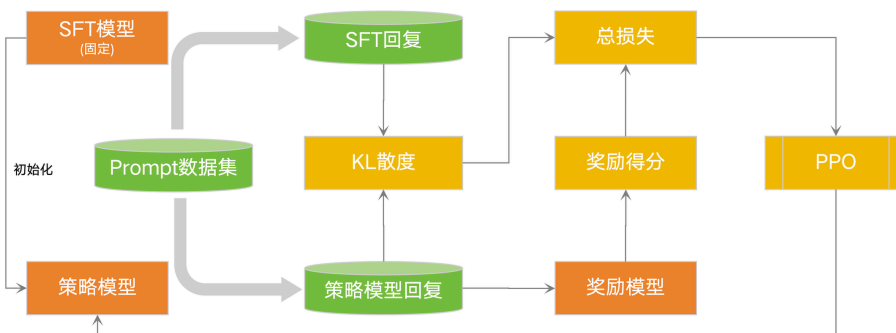 SFT模型
(固定)
SFT回复
总损失
初始化
Prompt数据集
KL散度
奖励得分
PPO
策略模型
策略模型回复
奖励模型